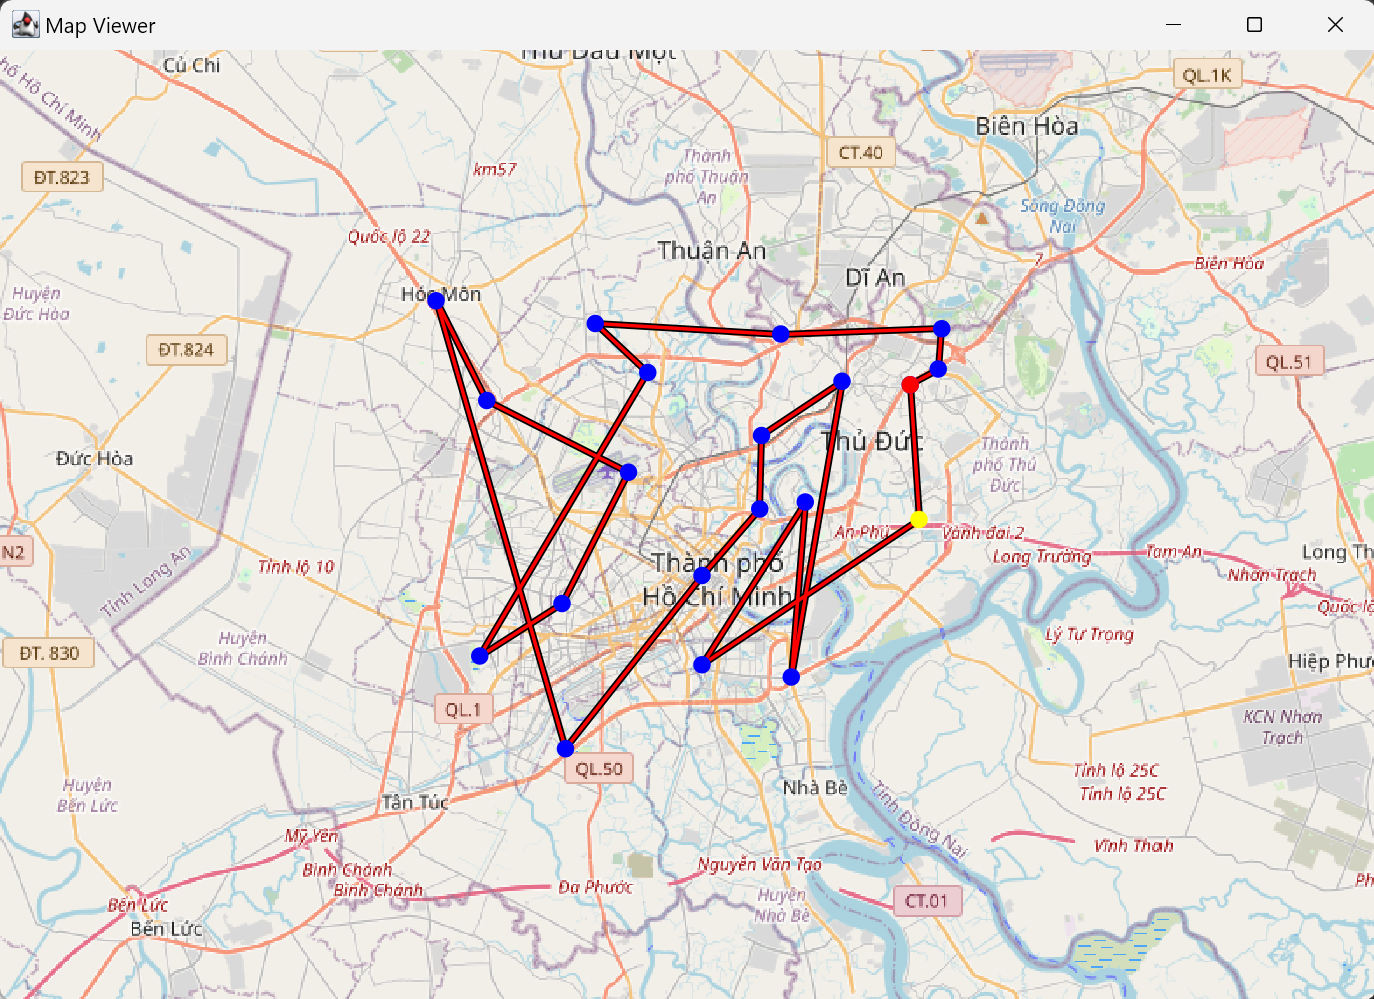 Map Viewer
Củ Chi
Thủ Dầu Một
QL.1K
phố Hồ Chí Minh
Biên Hòa
CT.40
ĐT.823
km57
Thành
phố Thuận
An
Sông Đồng
Nai
Quốc lộ 22
Thuận An
7
Biên Hòa
Dĩ An
Hóc Môn
Huyện
Đức Hòa
ĐT.824
QL.51
Đức Hòa
Thủ Đức
Thành
phố Thủ
Đức
N2
An Phú
Vành đai 2
Long Trường
Tam An
Long Th
Tỉnh Long An
Tỉnh lộ 10
Thành phố
Hồ Chí Minh
Nhơn Trạch
Quốc lộ
Huyện
Bình Chánh
Lý Tự Trọng
ĐT. 830
Hiệp Phướ
QL.1
KCN Nhơn
Trạch
QL.50
Tỉnh lộ 25C
Tỉnh lộ 25C
Huyện
Bến Lức
Tân Túc
Nhà Bè
Tỉnh Đồng Nai
Mỹ Yên
Vĩnh Thah
Bình Chánh
Bình Chánh
Đa Phước
Nguyễn Văn Tạo
Ph
Bến Lức
Huyện
Nhà Bè
CT.01
Bến Lức